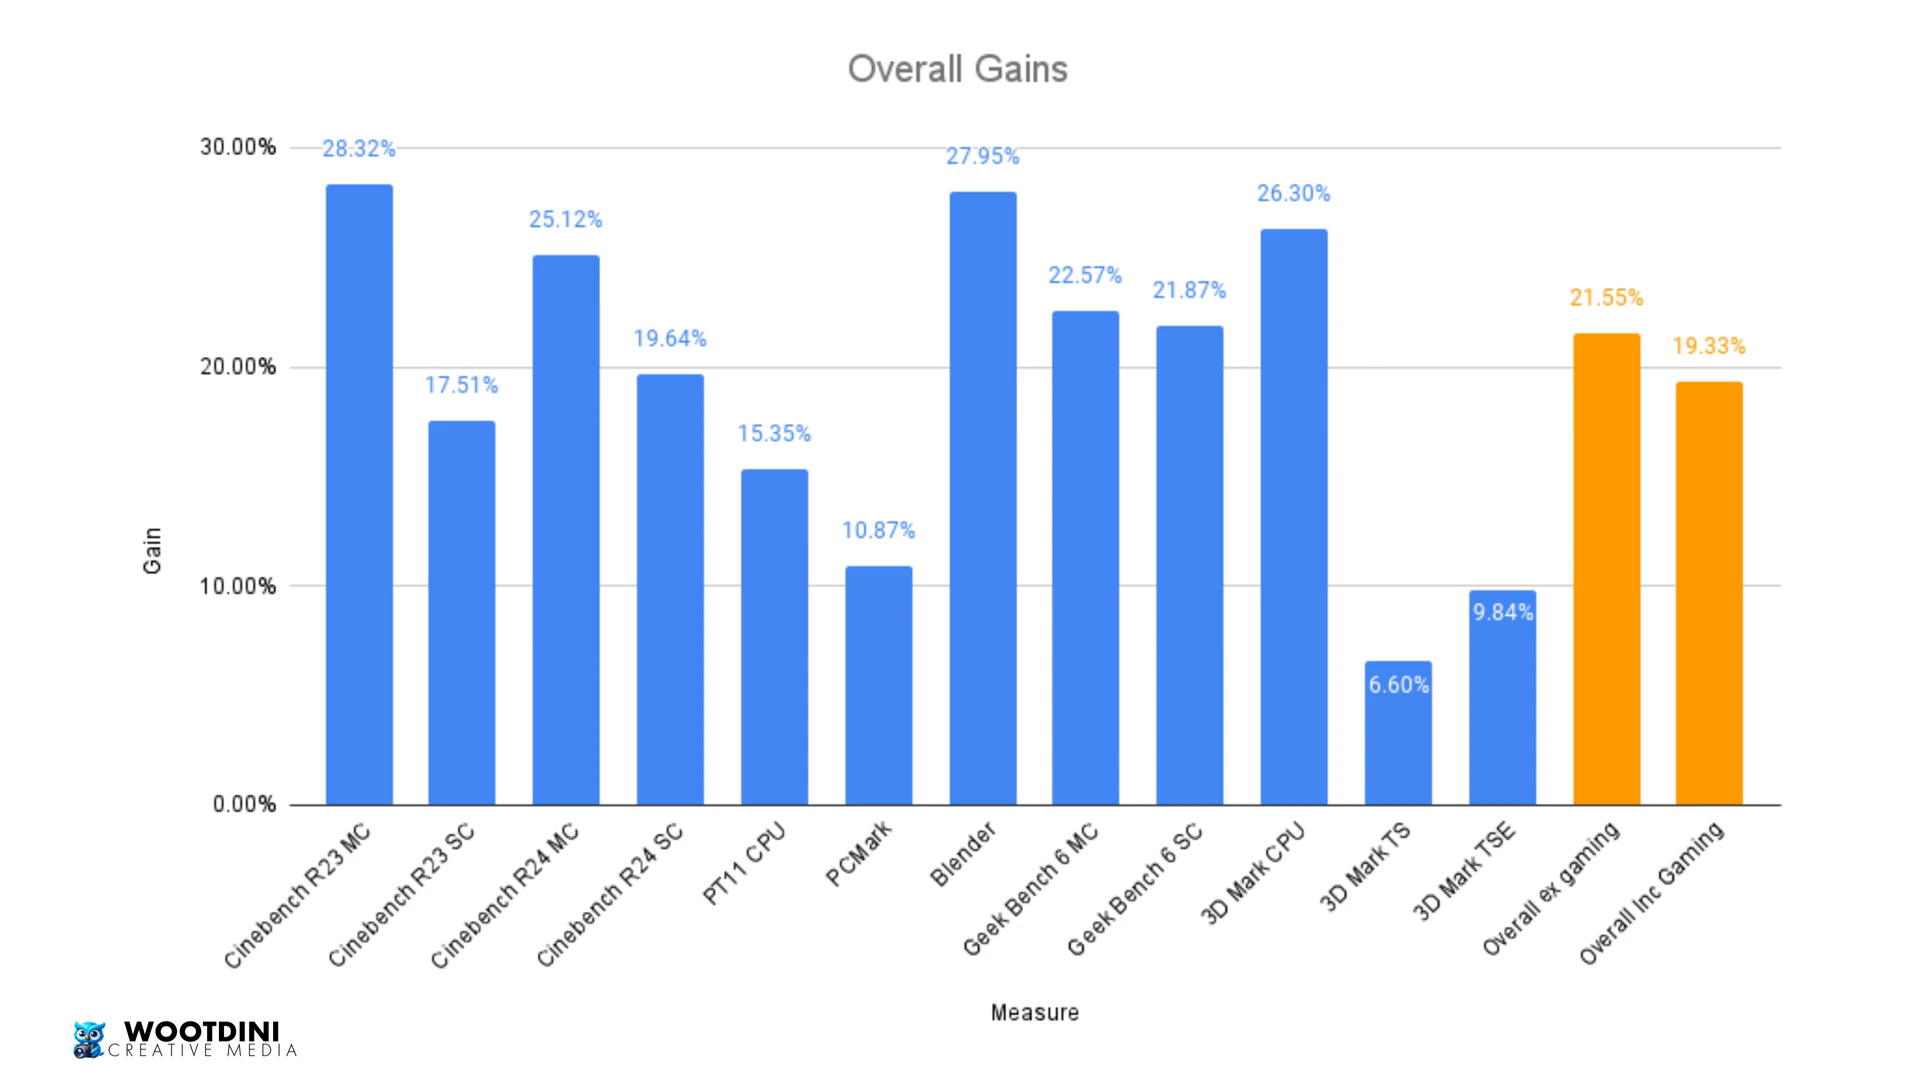 Overall Gains
30.00%
20.00%
10.00%
0.00%
Gain
28.32%
17.51%
25.12%
19.64%
15.35%
10.87%
27.95%
22.57%
21.87%
26.30%
6.60%
9.84%
21.55%
19.33%
Cinebench R23 MC
Cinebench R23 SC
Cinebench R24 MC
Cinebench R24 SC
PT11 CPU
PCMark
Blender
Geek Bench 6 MC
Geek Bench 6 SC
3D Mark CPU
3D Mark TS
3D Mark TSE
Overall ex gaming
Overall Inc Gaming
Measure
WOOTDINI
CREATIVE MEDIA